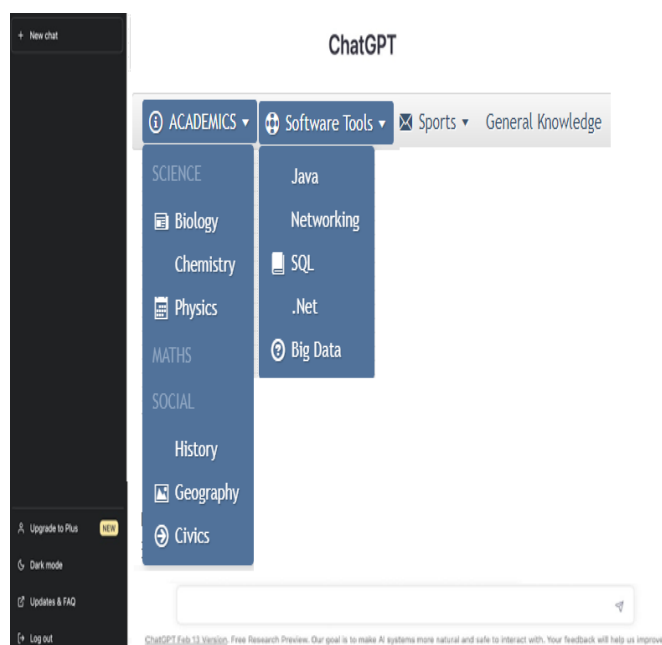 + New chat
ChatGPT
ACADEMICS ▾ Software Tools ▾ Sports ▾ General Knowledge
SCIENCE
Biology
Chemistry
Physics
MATHS
SOCIAL
History
Geography
Civics
Java
Networking
SQL
.Net
Big Data
Upgrade to Plus NEW
Dark mode
Updates & FAQ
Log out
ChatGPT Feb 13 Version. Free Research Preview. Our goal is to make AI systems more natural and safe to interact with. Your feedback will help us improve